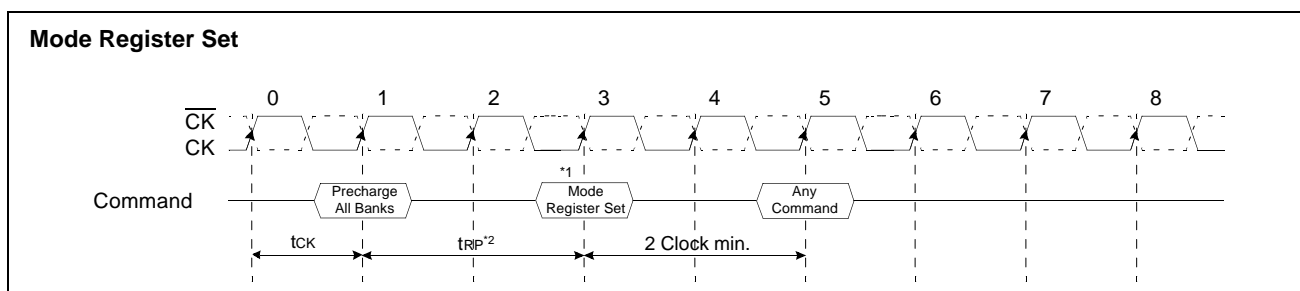 Mode Register Set
0 1 2 3 4 5 6 7 8
CK
CK
*1
Command
Precharge
All Banks
Mode
Register Set
Any
Command
tCK
tRP*2
2 Clock min.